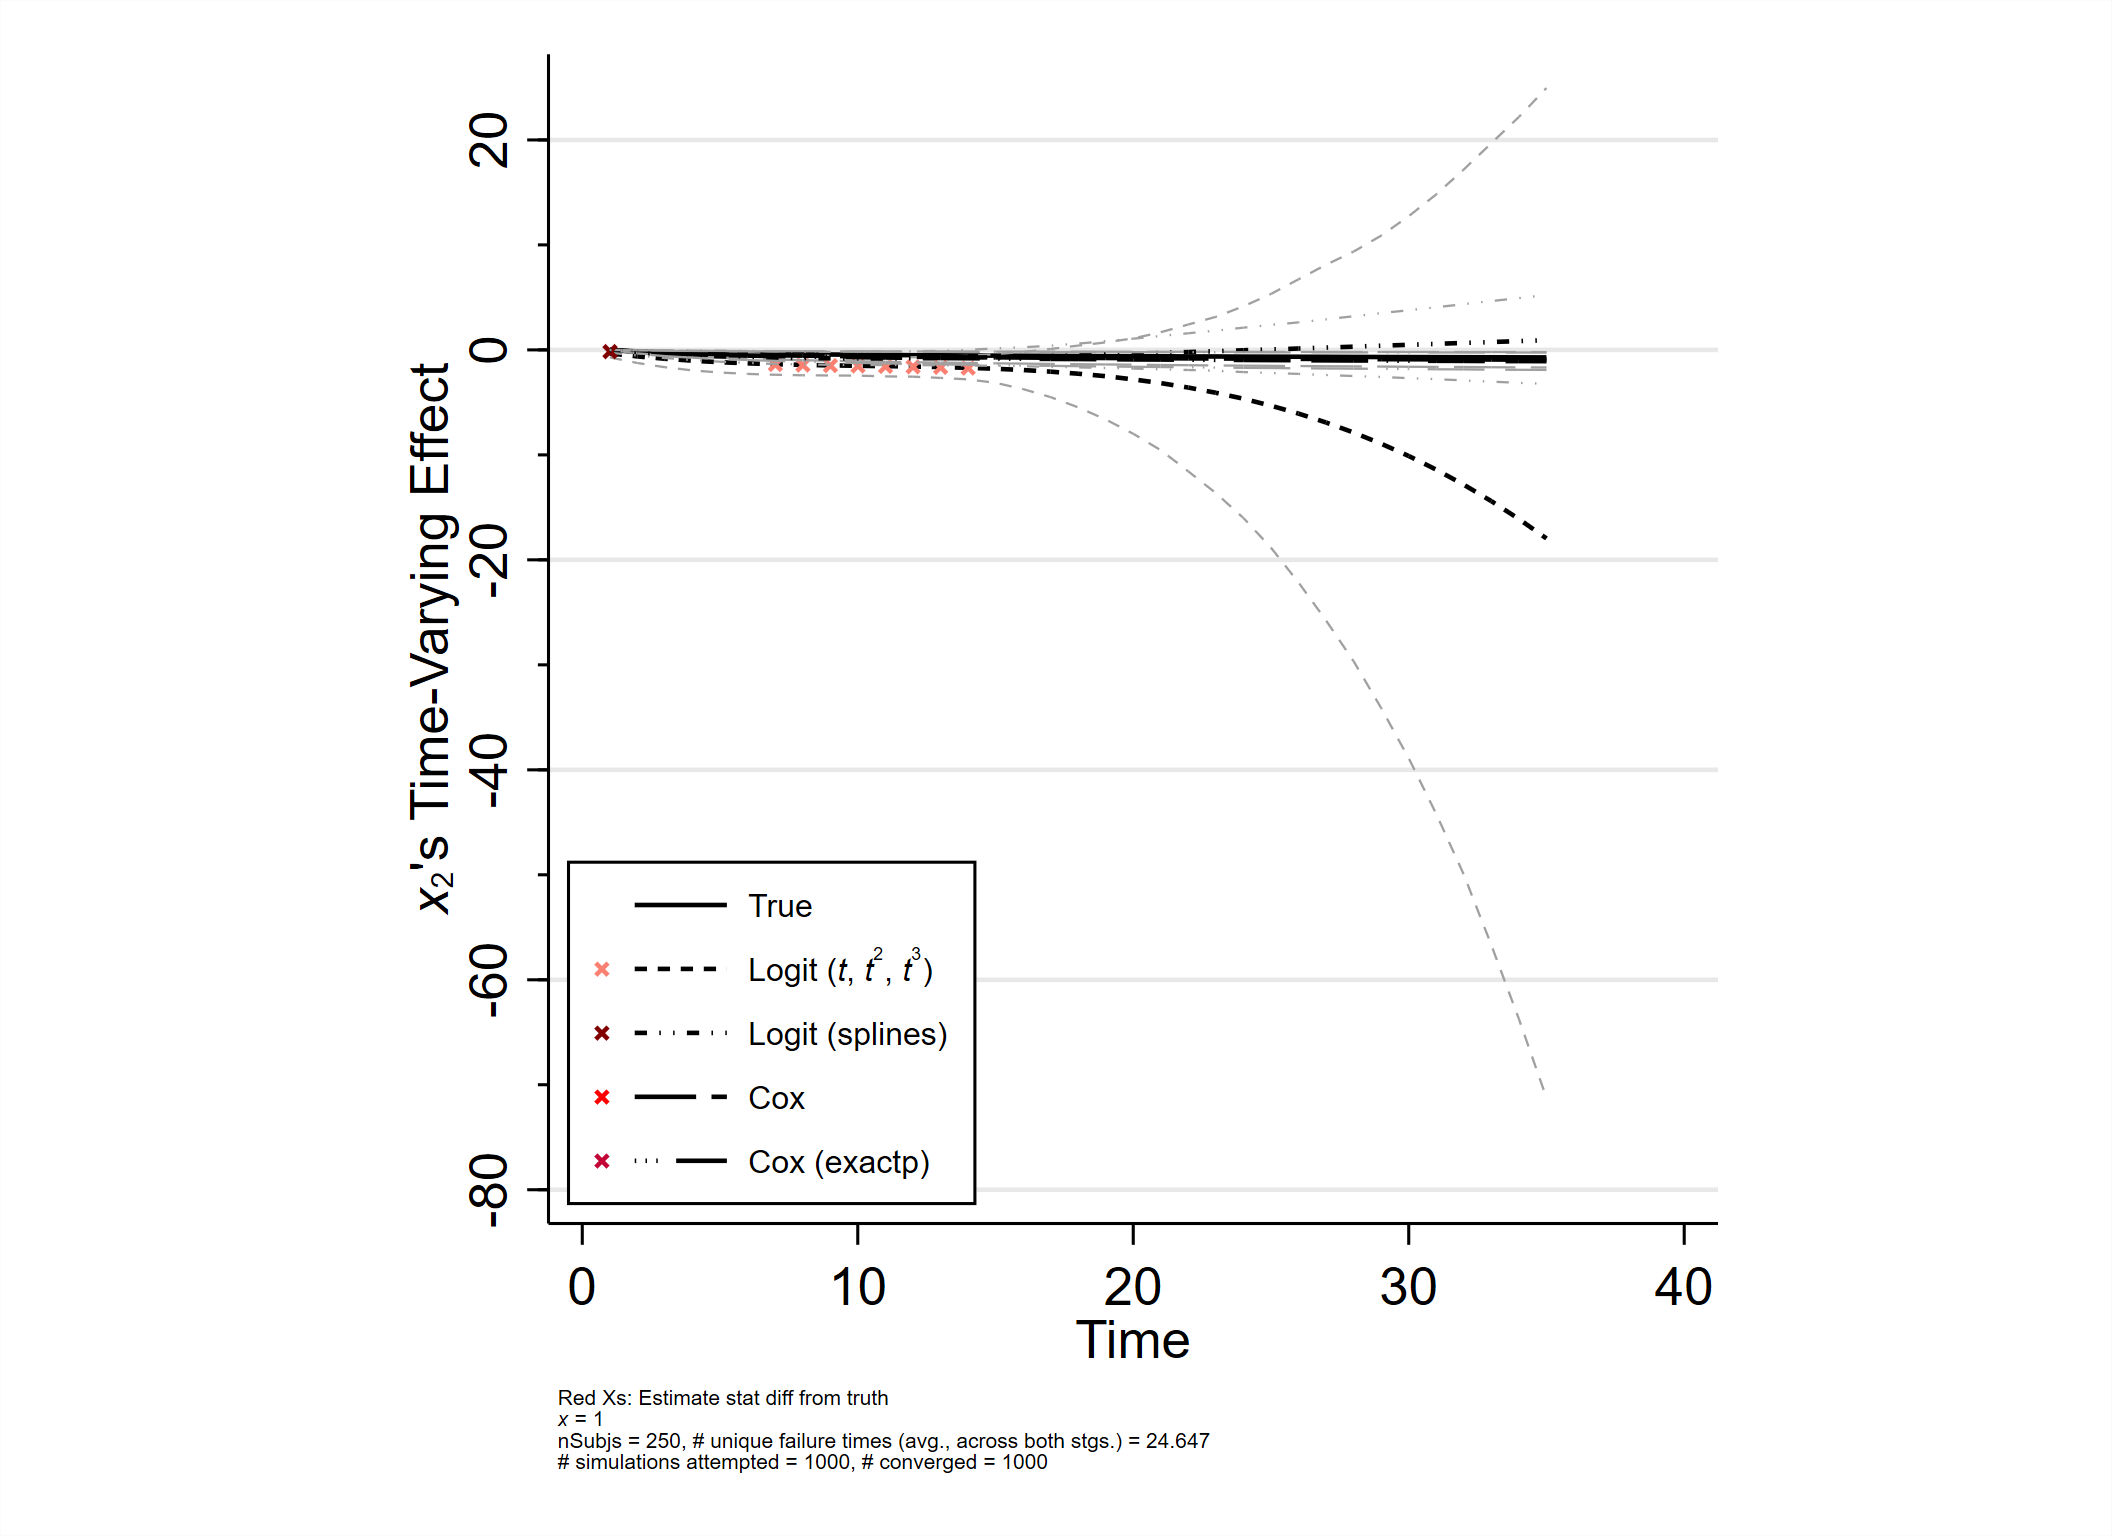 x₂'s Time-Varying Effect
20
0
-20
-40
-60
-80
True
Logit (t, t², t³)
Logit (splines)
Cox
Cox (exactp)
0 10 20 30 40
Time
Red Xs: Estimate stat diff from truth
x = 1
nSubjs = 250, # unique failure times (avg., across both stgs.) = 24.647
# simulations attempted = 1000, # converged = 1000